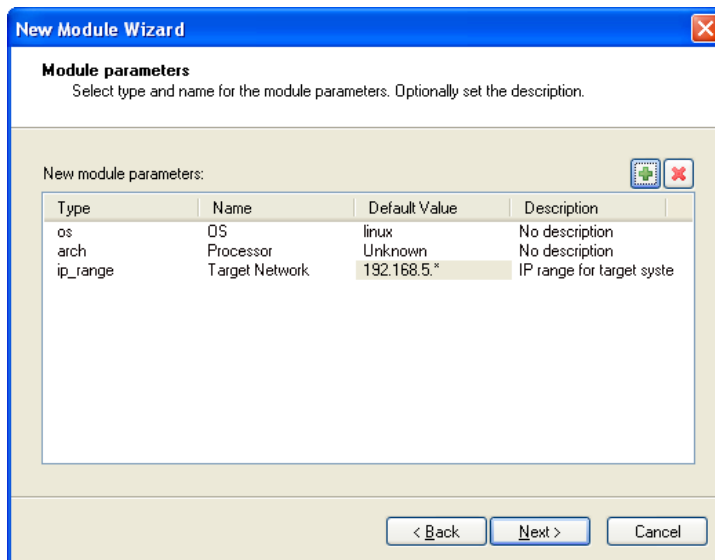 New Module Wizard
Module parameters
Select type and name for the module parameters. Optionally set the description.
New module parameters:
Type Name Default Value Description
os OS linux No description
arch Processor Unknown No description
ip_range Target Network 192.168.5.* IP range for target syste
< Back Next > Cancel